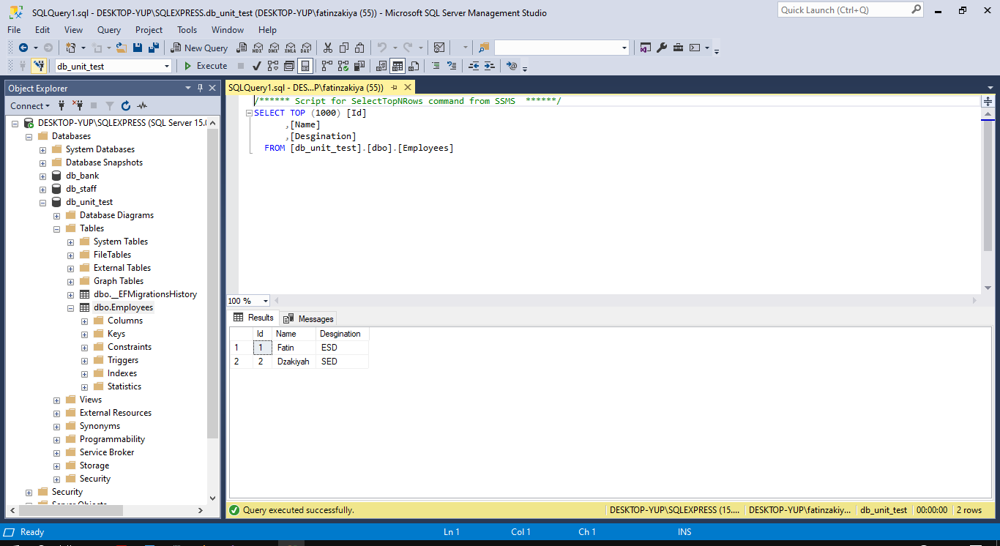 SQLQuery1.sql - DESKTOP-YUP\SQLEXPRESS.db_unit_test (DESKTOP-YUP\fatinzakiya (55)) - Microsoft SQL Server Management Studio
Quick Launch (Ctrl+Q)
File Edit View Query Project Tools Window Help
New Query MDX DMX XMLA DAX
db_unit_test Execute
Object Explorer
Connect
DESKTOP-YUP\SQLEXPRESS (SQL Server 15.
Databases
System Databases
Database Snapshots
db_bank
db_staff
db_unit_test
Database Diagrams
Tables
System Tables
FileTables
External Tables
Graph Tables
dbo.__EFMigrationsHistory
dbo.Employees
Columns
Keys
Constraints
Triggers
Indexes
Statistics
Views
External Resources
Synonyms
Programmability
Service Broker
Storage
Security
Security
Server Objects
SQLQuery1.sql - DES...P\fatinzakiya (55))
/****** Script for SelectTopNRows command from SSMS  ******/
SELECT TOP (1000) [Id]
,[Name]
,[Desgination]
FROM [db_unit_test].[dbo].[Employees]
100 %
Results Messages
Id Name Desgination
1 1 Fatin ESD
2 2 Dzakiyah SED
Query executed successfully. DESKTOP-YUP\SQLEXPRESS (15.... DESKTOP-YUP\fatinzakiy... db_unit_test 00:00:00 2 rows
Ready Ln 1 Col 1 Ch 1 INS